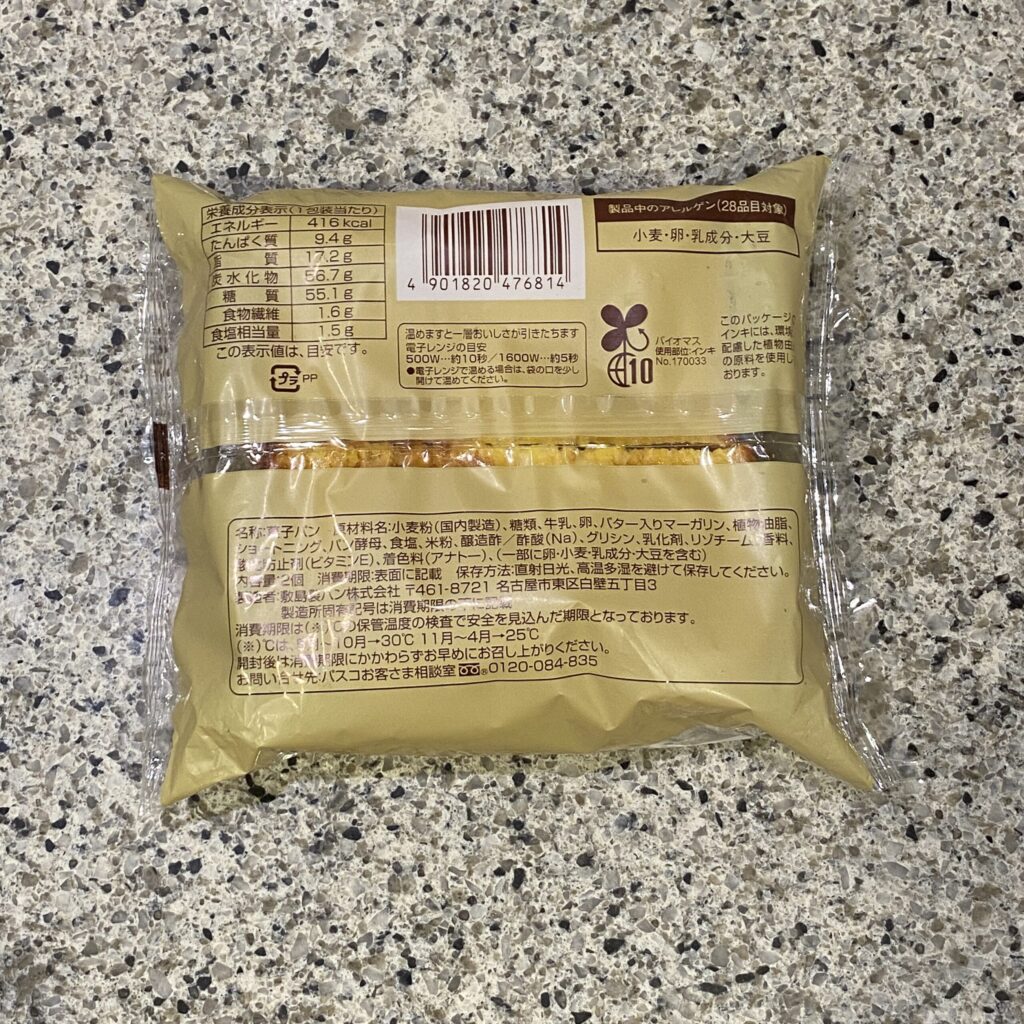 栄養成分表示(1包装当たり)
エネルギー 416kcal
たんぱく質 9.4g
脂質 17.2g
炭水化物 56.7g
糖質 55.1g
食物繊維 1.6g
食塩相当量 1.5g
この表示値は、目安です。
プラ PP
4 901820 476814
温めますと一層おいしさが引きたちます
電子レンジの目安
500W…約10秒/1600W…約5秒
●電子レンジで温める場合は、袋の口を少し
開けて温めてください。
製品中のアレルゲン(28品目対象)
小麦・卵・乳成分・大豆
10
バイオマス
使用部位:インキ
No.170033
このパッケージの
インキには、環境
配慮した植物由
の原料を使用し
おります。
名称:菓子パン 原材料名:小麦粉(国内製造)、糖類、牛乳、卵、バター入りマーガリン、植物油脂、
ショートニング、パン酵母、食塩、米粉、醸造酢/酢酸(Na)、グリシン、乳化剤、リゾチーム、香料、
酸化防止剤(ビタミンE)、着色料(アナトー)、(一部に卵・小麦・乳成分・大豆を含む)
内容量:2個 消費期限:表面に記載 保存方法:直射日光、高温多湿を避けて保存してください。
製造者:敷島製パン株式会社 〒461-8721 名古屋市東区白壁五丁目3
製造所固有記号は消費期限の下に記載
消費期限は(※)℃の保管温度の検査で安全を見込んだ期限となっております。
(※)℃は、5月~10月→30℃ 11月~4月→25℃
開封後は消費期限にかかわらずお早めにお召し上がりください。
お問い合せ先:パスコお客さま相談室 ®0120-084-835